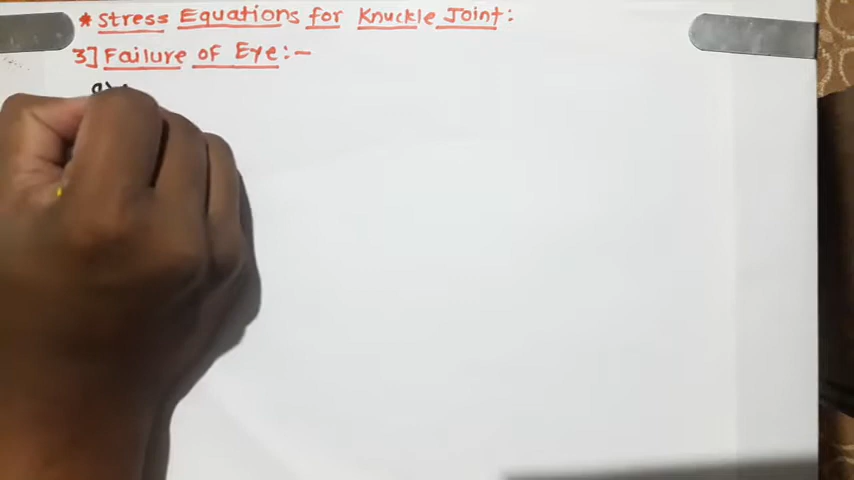 * Stress Equations for Knuckle Joint:
3] Failure of Eye:-